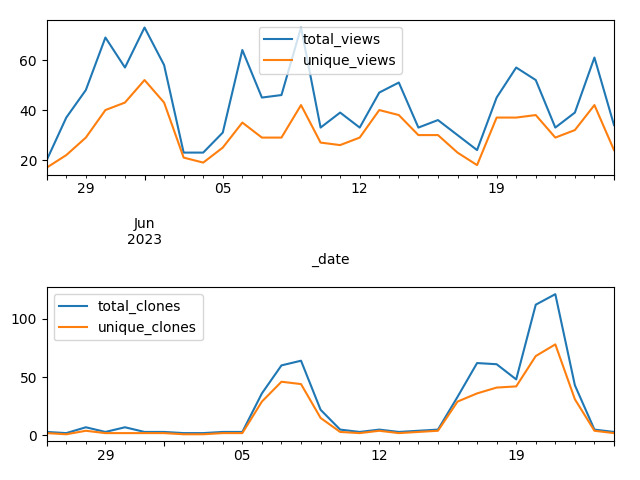 total_views
unique_views
60
40
20
29
05
12
19
Jun
2023
_date
total_clones
unique_clones
100
50
0
29
05
12
19